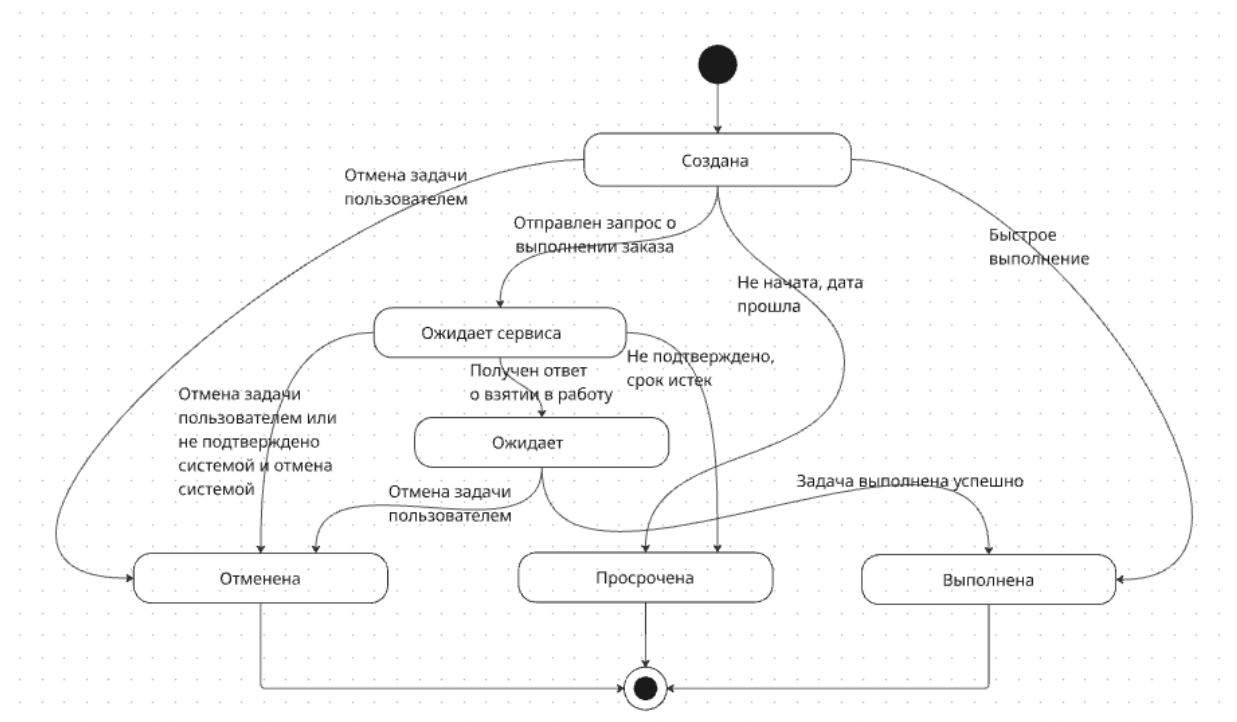 Создана
Отмена задачи
пользователем
Отправлен запрос о
выполнении заказа
Быстрое
выполнение
Не начата, дата
прошла
Ожидает сервиса
Не подтверждено,
срок истек
Получен ответ
о взятии в работу
Отмена задачи
пользователем или
не подтверждено
системой и отмена
системой
Ожидает
Задача выполнена успешно
Отмена задачи
пользователем
Отменена
Просрочена
Выполнена